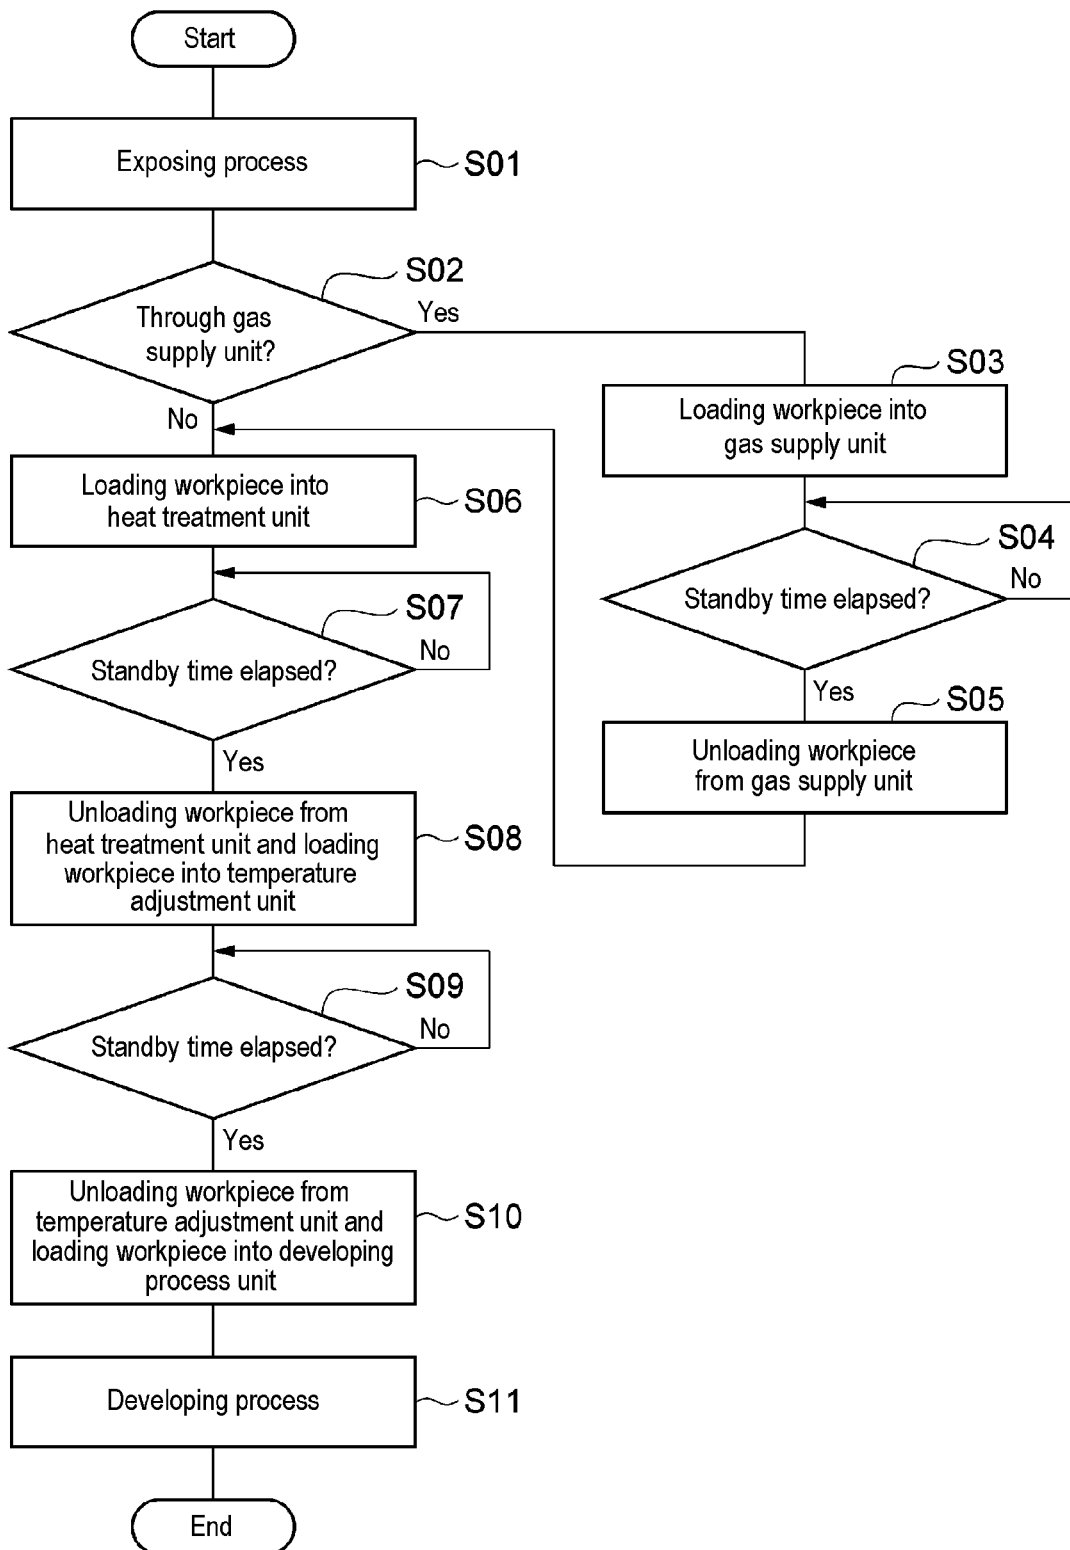 Start
Exposing process
S01
S02
Through gas
supply unit?
Yes
No
S03
Loading workpiece into
gas supply unit
S04
Standby time elapsed?
No
Yes
S05
Unloading workpiece
from gas supply unit
Loading workpiece into
heat treatment unit
S06
S07
Standby time elapsed?
No
Yes
Unloading workpiece from
heat treatment unit and loading
workpiece into temperature
adjustment unit
S08
S09
Standby time elapsed?
No
Yes
Unloading workpiece from
temperature adjustment unit and
loading workpiece into developing
process unit
S10
Developing process
S11
End